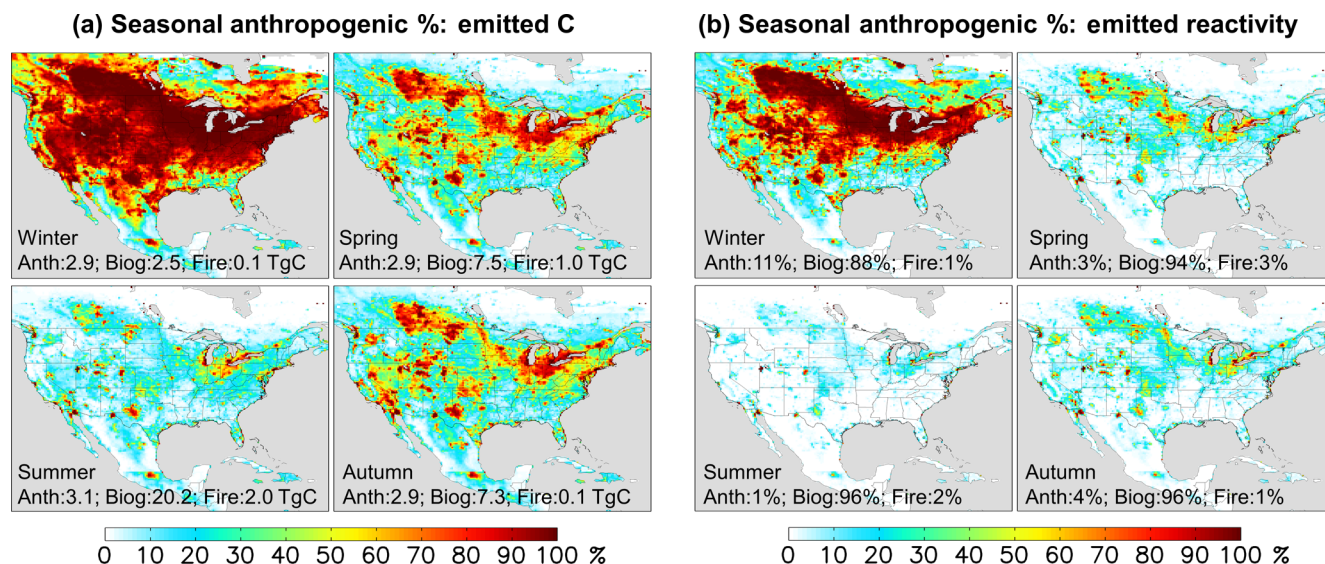 (a) Seasonal anthropogenic %: emitted C
Winter
Anth:2.9; Biog:2.5; Fire:0.1 TgC
Spring
Anth:2.9; Biog:7.5; Fire:1.0 TgC
Summer
Anth:3.1; Biog:20.2; Fire:2.0 TgC
Autumn
Anth:2.9; Biog:7.3; Fire:0.1 TgC
0 10 20 30 40 50 60 70 80 90 100 %
(b) Seasonal anthropogenic %: emitted reactivity
Winter
Anth:11%; Biog:88%; Fire:1%
Spring
Anth:3%; Biog:94%; Fire:3%
Summer
Anth:1%; Biog:96%; Fire:2%
Autumn
Anth:4%; Biog:96%; Fire:1%
0 10 20 30 40 50 60 70 80 90 100 %